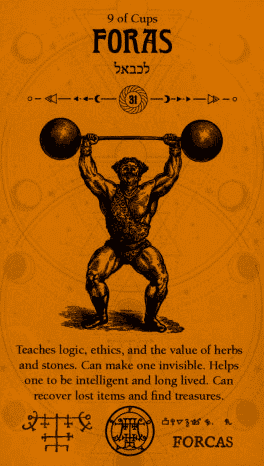 9 of Cups
FORAS
לכבאל
31
Teaches logic, ethics, and the value of herbs
and stones. Can make one invisible. Helps
one to be intelligent and long lived. Can
recover lost items and find treasures.
FORCAS